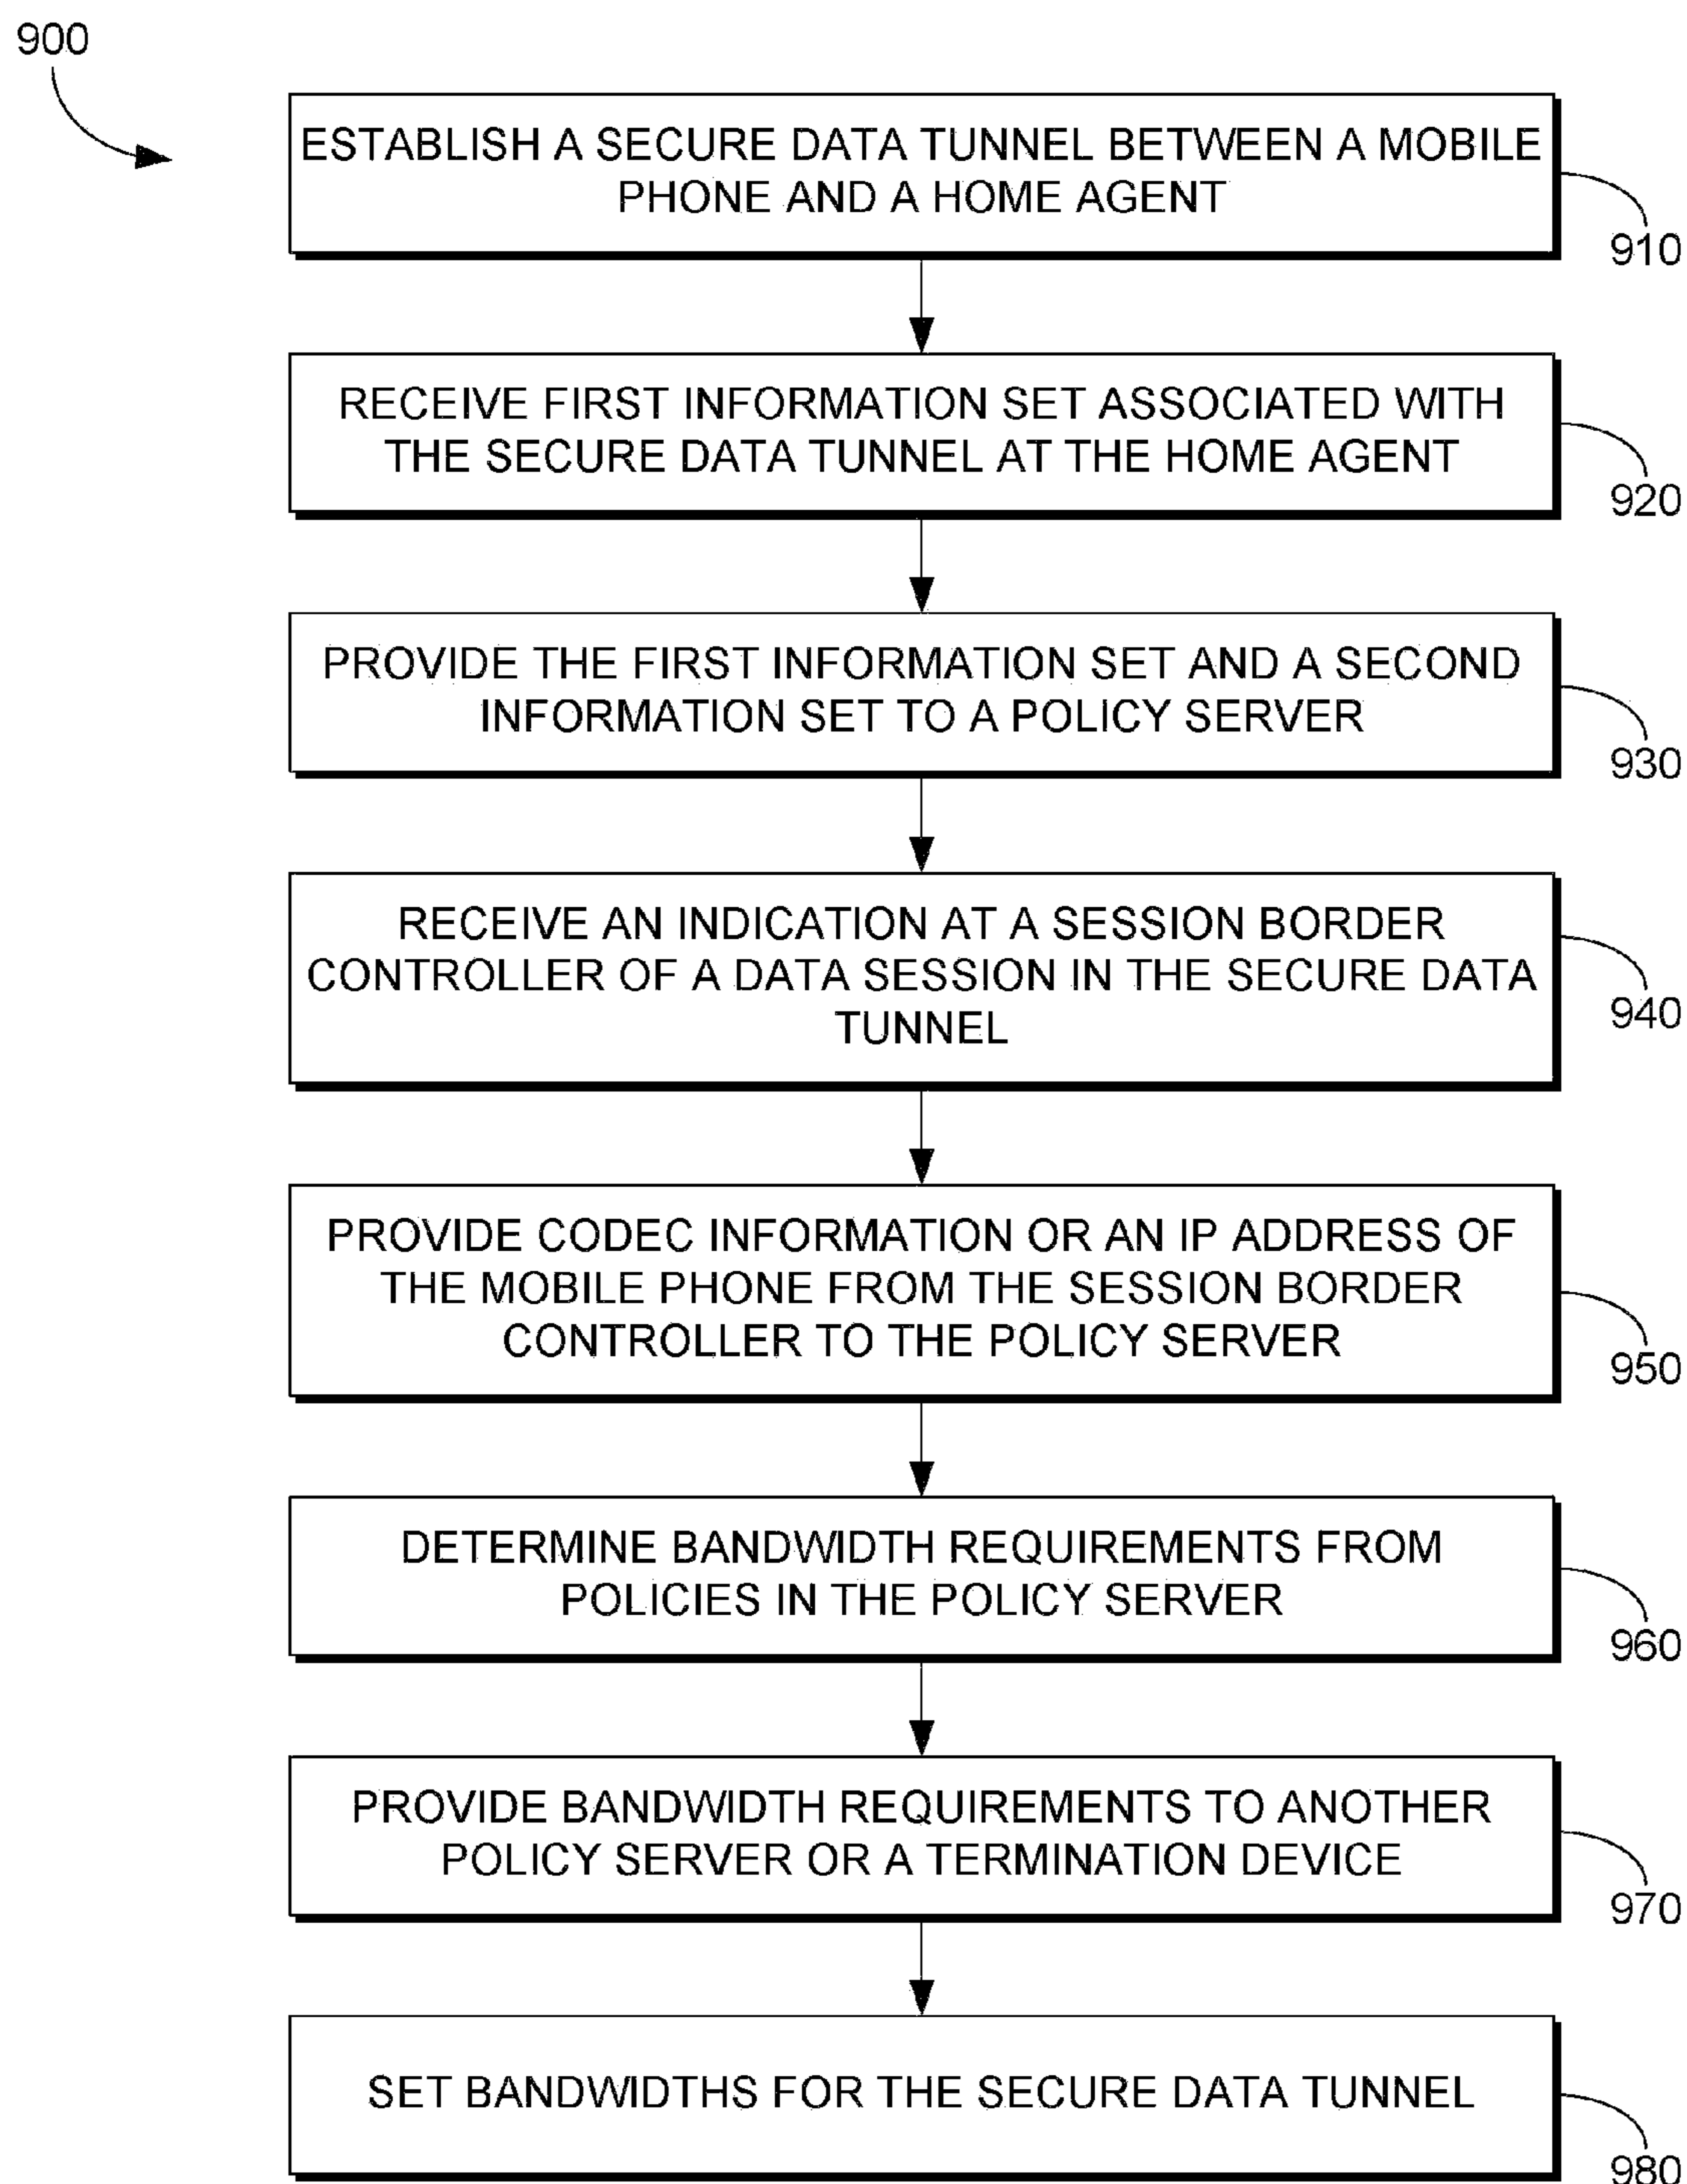 900
ESTABLISH A SECURE DATA TUNNEL BETWEEN A MOBILE
PHONE AND A HOME AGENT
910
RECEIVE FIRST INFORMATION SET ASSOCIATED WITH
THE SECURE DATA TUNNEL AT THE HOME AGENT
920
PROVIDE THE FIRST INFORMATION SET AND A SECOND
INFORMATION SET TO A POLICY SERVER
930
RECEIVE AN INDICATION AT A SESSION BORDER
CONTROLLER OF A DATA SESSION IN THE SECURE DATA
TUNNEL
940
PROVIDE CODEC INFORMATION OR AN IP ADDRESS OF
THE MOBILE PHONE FROM THE SESSION BORDER
CONTROLLER TO THE POLICY SERVER
950
DETERMINE BANDWIDTH REQUIREMENTS FROM
POLICIES IN THE POLICY SERVER
960
PROVIDE BANDWIDTH REQUIREMENTS TO ANOTHER
POLICY SERVER OR A TERMINATION DEVICE
970
SET BANDWIDTHS FOR THE SECURE DATA TUNNEL
980